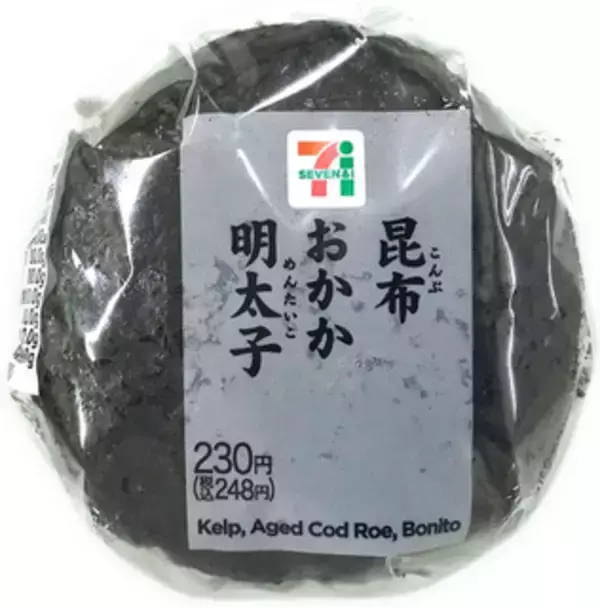 SEVEN&i
昆布
こんぶ
おかか
明太子
めんたいこ
230円
(税込248円)
Kelp, Aged Cod Roe, Bonito